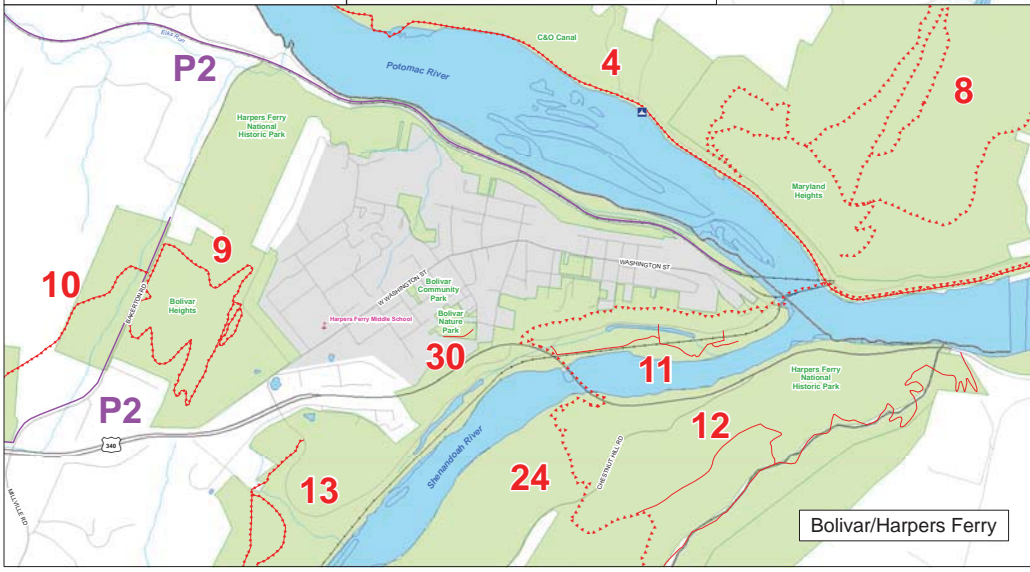 Elks Run
P2
C&O Canal
4
Potomac River
8
Harpers Ferry
National
Historic Park
Maryland
Heights
9
10
BAKERTON RD
Bolivar
Heights
WASHINGTON ST
W WASHINGTON ST
Bolivar
Community
Park
Bolivar
Nature
Park
Harpers Ferry Middle School
30
11
Harpers Ferry
National
Historic Park
P2
340
12
Shenandoah River
CHESTNUT HILL RD
24
13
MILLVILLE RD
Bolivar/Harpers Ferry